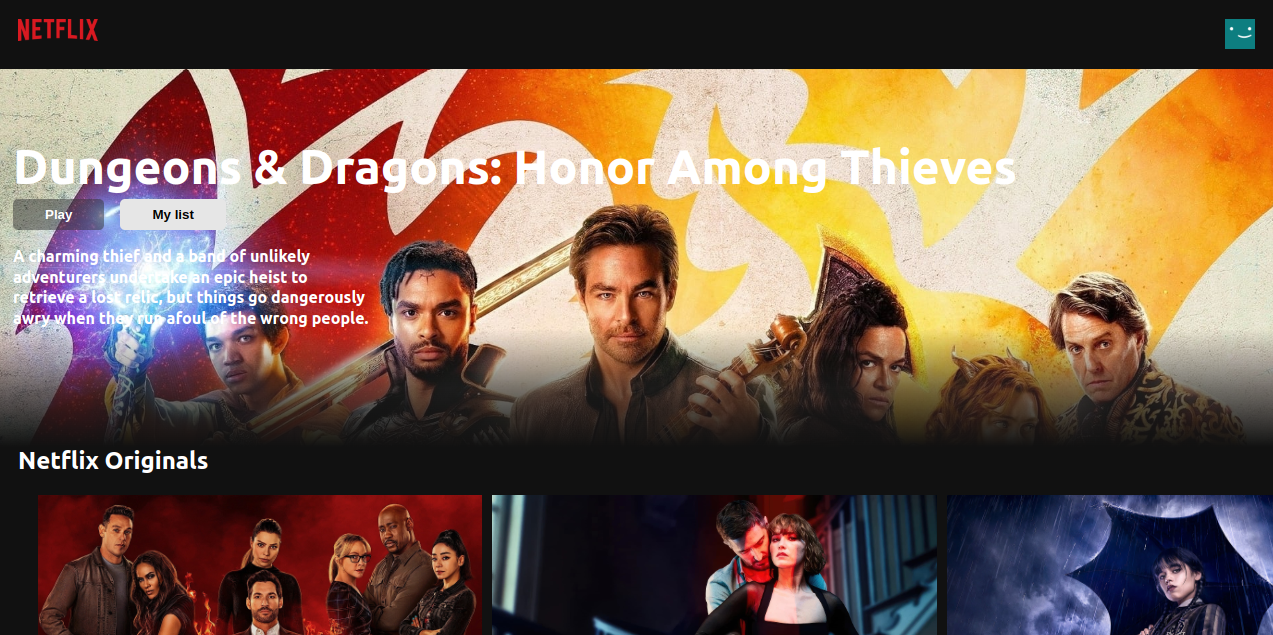 NETFLIX
Dungeons & Dragons: Honor Among Thieves
Play
My list
A charming thief and a band of unlikely
adventurers undertake an epic heist to
retrieve a lost relic, but things go dangerously
awry when they run afoul of the wrong people.
Netflix Originals